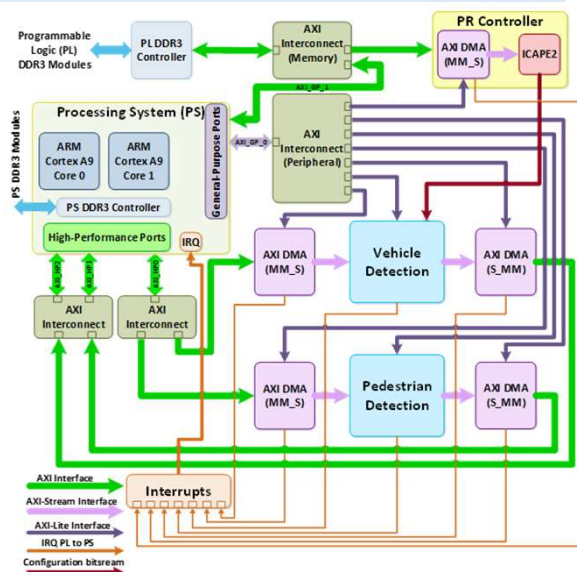 Programmable
Logic (PL)
DDR3 Modules
PL DDR3
Controller
AXI
Interconnect
(Memory)
PR Controller
AXI DMA
(MM_S)
ICAPE2
AXI_GP_1
Processing System (PS)
General-Purpose Ports
AXI_GP_0
AXI
Interconnect
(Peripheral)
PS DDR3 Modules
ARM
Cortex A9
Core 0
ARM
Cortex A9
Core 1
PS DDR3 Controller
High-Performance Ports
IRQ
AXI_HP2
AXI_HP1
AXI_HP0
AXI
Interconnect
AXI
Interconnect
AXI DMA
(MM_S)
Vehicle
Detection
AXI DMA
(S_MM)
AXI DMA
(MM_S)
Pedestrian
Detection
AXI DMA
(S_MM)
Interrupts
AXI Interface
AXI-Stream Interface
AXI-Lite Interface
IRQ PL to PS
Configuration bitsream